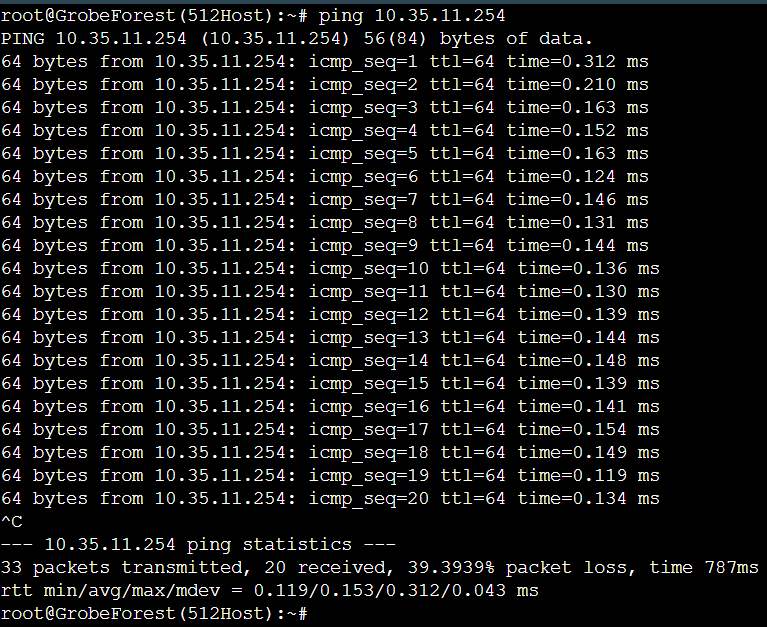 root@GrobeForest(512Host):~# ping 10.35.11.254
PING 10.35.11.254 (10.35.11.254) 56(84) bytes of data.
64 bytes from 10.35.11.254: icmp_seq=1 ttl=64 time=0.312 ms
64 bytes from 10.35.11.254: icmp_seq=2 ttl=64 time=0.210 ms
64 bytes from 10.35.11.254: icmp_seq=3 ttl=64 time=0.163 ms
64 bytes from 10.35.11.254: icmp_seq=4 ttl=64 time=0.152 ms
64 bytes from 10.35.11.254: icmp_seq=5 ttl=64 time=0.163 ms
64 bytes from 10.35.11.254: icmp_seq=6 ttl=64 time=0.124 ms
64 bytes from 10.35.11.254: icmp_seq=7 ttl=64 time=0.146 ms
64 bytes from 10.35.11.254: icmp_seq=8 ttl=64 time=0.131 ms
64 bytes from 10.35.11.254: icmp_seq=9 ttl=64 time=0.144 ms
64 bytes from 10.35.11.254: icmp_seq=10 ttl=64 time=0.136 ms
64 bytes from 10.35.11.254: icmp_seq=11 ttl=64 time=0.130 ms
64 bytes from 10.35.11.254: icmp_seq=12 ttl=64 time=0.139 ms
64 bytes from 10.35.11.254: icmp_seq=13 ttl=64 time=0.144 ms
64 bytes from 10.35.11.254: icmp_seq=14 ttl=64 time=0.148 ms
64 bytes from 10.35.11.254: icmp_seq=15 ttl=64 time=0.139 ms
64 bytes from 10.35.11.254: icmp_seq=16 ttl=64 time=0.141 ms
64 bytes from 10.35.11.254: icmp_seq=17 ttl=64 time=0.154 ms
64 bytes from 10.35.11.254: icmp_seq=18 ttl=64 time=0.149 ms
64 bytes from 10.35.11.254: icmp_seq=19 ttl=64 time=0.119 ms
64 bytes from 10.35.11.254: icmp_seq=20 ttl=64 time=0.134 ms
^C
--- 10.35.11.254 ping statistics ---
33 packets transmitted, 20 received, 39.3939% packet loss, time 787ms
rtt min/avg/max/mdev = 0.119/0.153/0.312/0.043 ms
root@GrobeForest(512Host):~#